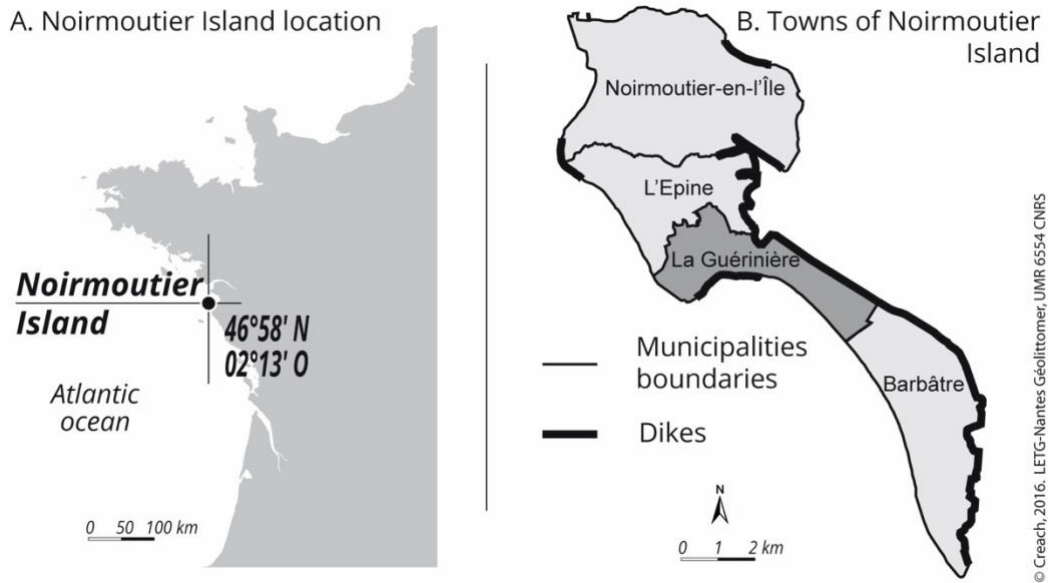 A. Noirmoutier Island location
Noirmoutier
Island
46°58' N
02°13' O
Atlantic
ocean
0 50 100 km
B. Towns of Noirmoutier
Island
Noirmoutier-en-l'Île
L'Epine
La Guérinière
Barbâtre
Municipalities
boundaries
Dikes
N
0 1 2 km
© Creach, 2016. LETG-Nantes Géolittomer, UMR 6554 CNRS